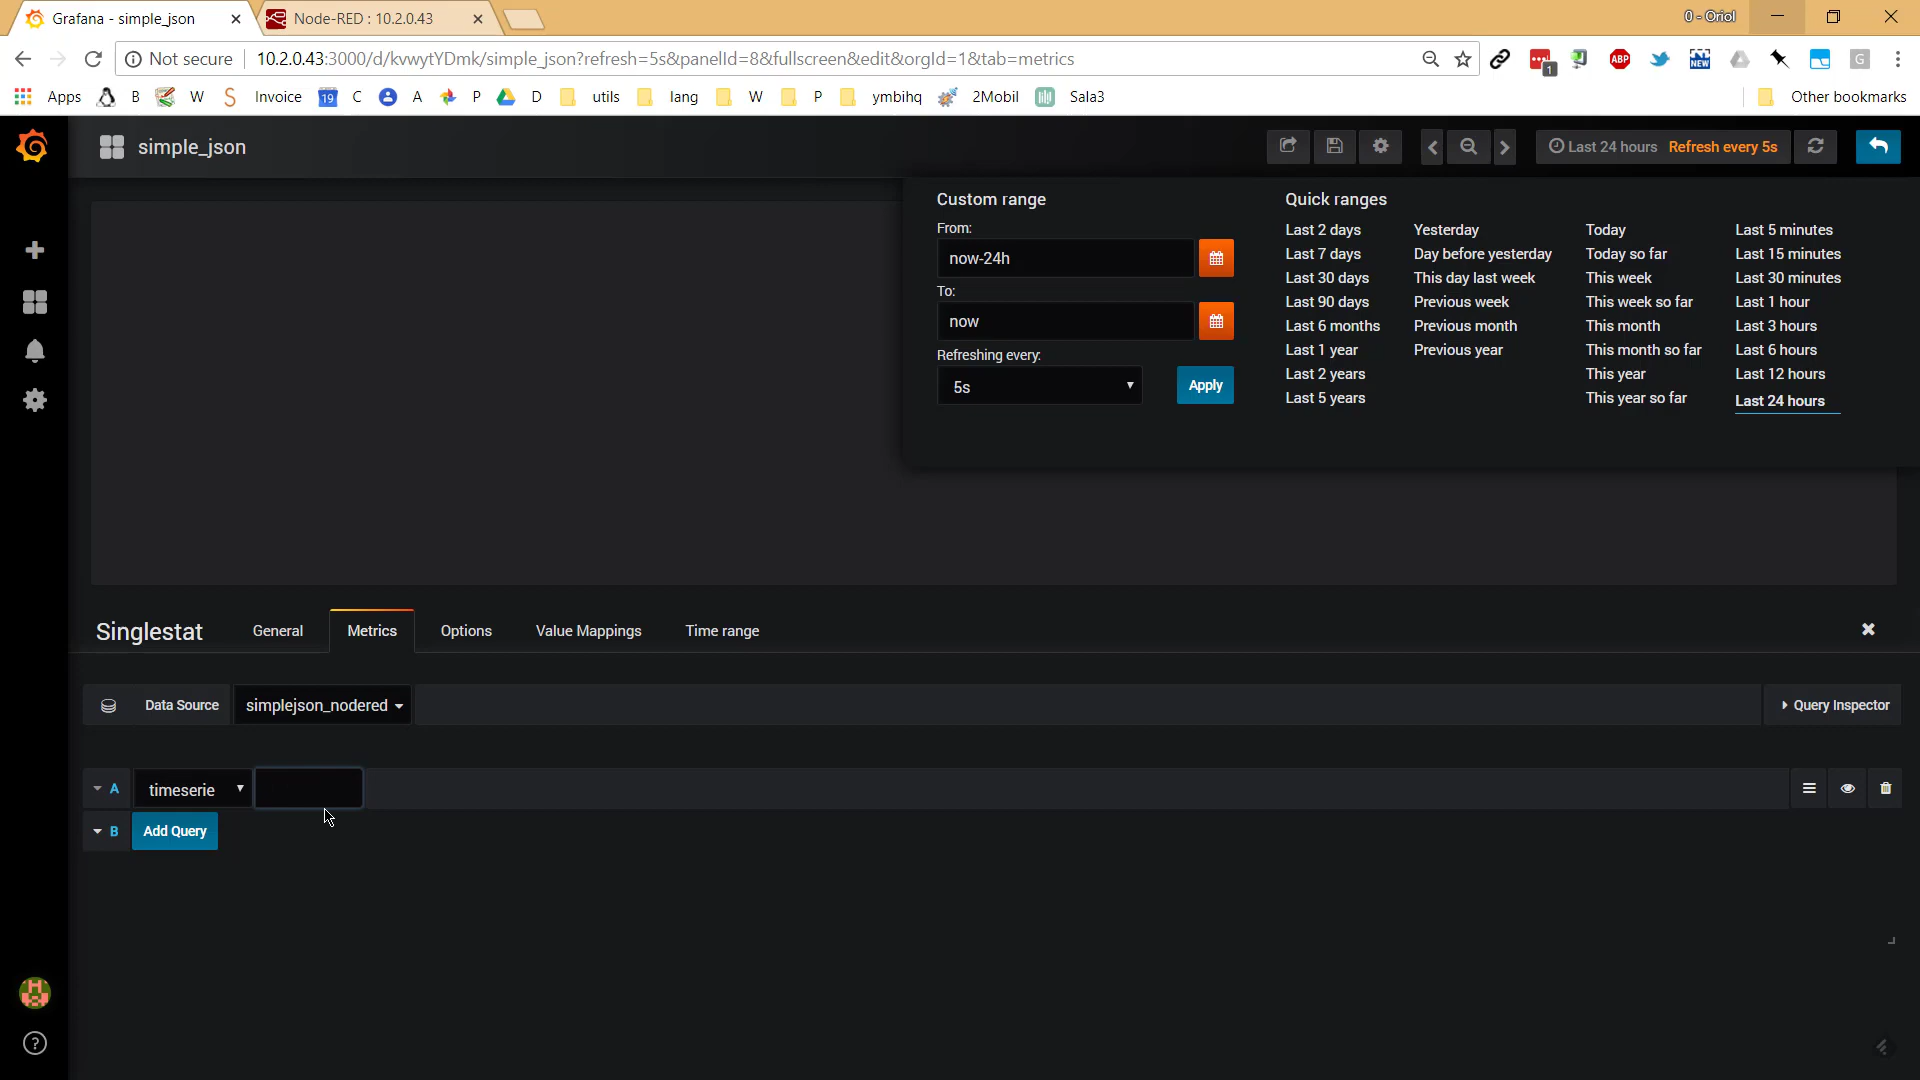 Grafana - simple_json
Node-RED : 10.2.0.43
0 - Oriol
Not secure
10.2.0.43:3000/d/kvwytYDmk/simple_json?refresh=5s&panelId=8&fullscreen&edit&orgId=1&tab=metrics
1
ABP
NEW
G
Apps
B
W
Invoice
19
C
A
P
D
utils
lang
W
P
ymbihq
2Mobil
Sala3
Other bookmarks
simple_json
Last 24 hours Refresh every 5s
Custom range
From:
now-24h
To:
now
Refreshing every:
5s
Apply
Quick ranges
Last 2 days
Last 7 days
Last 30 days
Last 90 days
Last 6 months
Last 1 year
Last 2 years
Last 5 years
Yesterday
Day before yesterday
This day last week
Previous week
Previous month
Previous year
Today
Today so far
This week
This week so far
This month
This month so far
This year
This year so far
Last 5 minutes
Last 15 minutes
Last 30 minutes
Last 1 hour
Last 3 hours
Last 6 hours
Last 12 hours
Last 24 hours
Singlestat
General
Metrics
Options
Value Mappings
Time range
Data Source
simplejson_nodered
Query Inspector
A
timeserie
B
Add Query